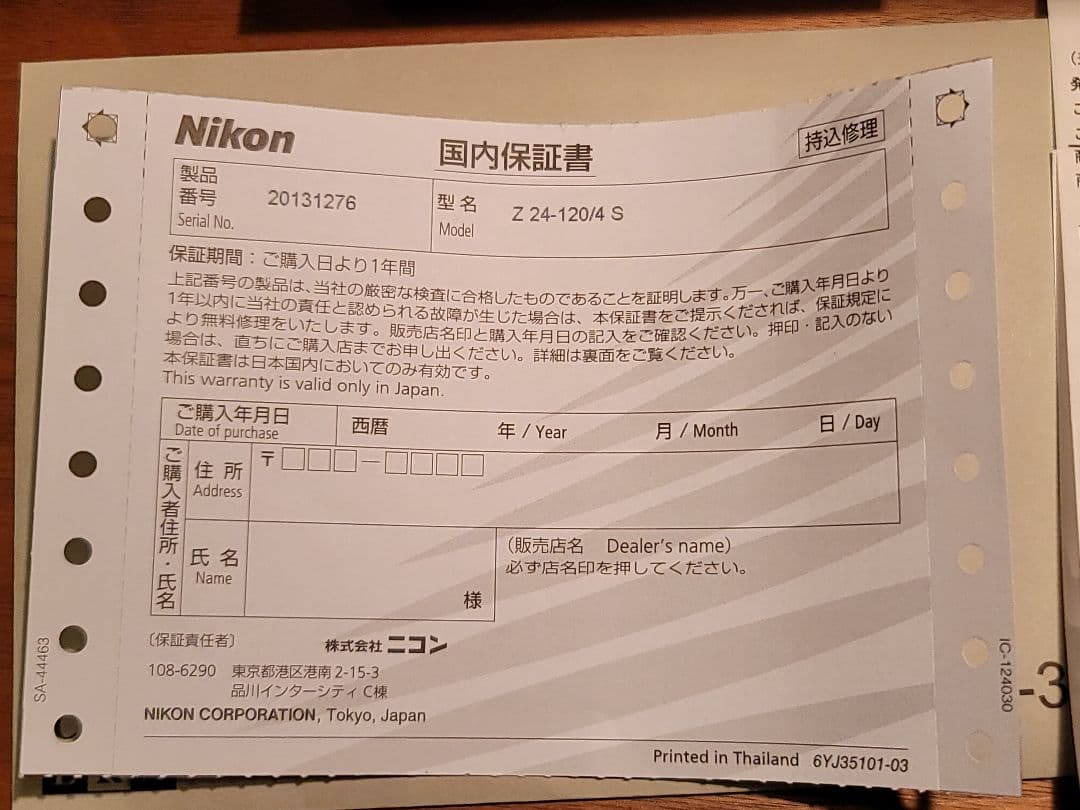 Nikon
国内保証書
持込修理
製品
番号
Serial No.
20131276
型名
Model
Z 24-120/4 S
保証期間：ご購入日より1年間
上記番号の製品は、当社の厳密な検査に合格したものであることを証明します。万一、ご購入年月日より
1年以内に当社の責任と認められる故障が生じた場合は、本保証書をご提示くだされば、保証規定に
より無料修理をいたします。販売店名印と購入年月日の記入をご確認ください。押印・記入のない
場合は、直ちにご購入店までお申し出ください。詳細は裏面をご覧ください。
本保証書は日本国内においてのみ有効です。
This warranty is valid only in Japan.
ご購入年月日
Date of purchase
西暦
年 / Year
月 / Month
日 / Day
ご購入者住所・氏名
住所
Address
〒□□□－□□□□
氏名
Name
様
（販売店名 Dealer's name）
必ず店名印を押してください。
〔保証責任者〕
株式会社 ニコン
108-6290 東京都港区港南 2-15-3
品川インターシティ C棟
NIKON CORPORATION, Tokyo, Japan
Printed in Thailand 6YJ35101-03
SA-44463
IC-124030
-3